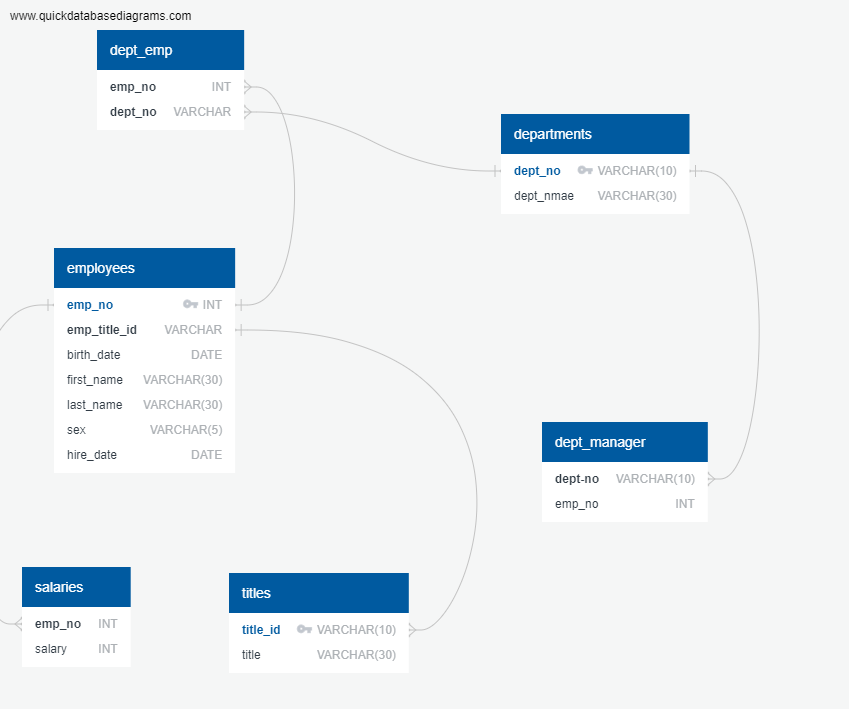 www.quickdatabasediagrams.com
dept_emp
emp_no INT
dept_no VARCHAR
departments
dept_no VARCHAR(10)
dept_nmae VARCHAR(30)
employees
emp_no INT
emp_title_id VARCHAR
birth_date DATE
first_name VARCHAR(30)
last_name VARCHAR(30)
sex VARCHAR(5)
hire_date DATE
dept_manager
dept-no VARCHAR(10)
emp_no INT
salaries
emp_no INT
salary INT
titles
title_id VARCHAR(10)
title VARCHAR(30)